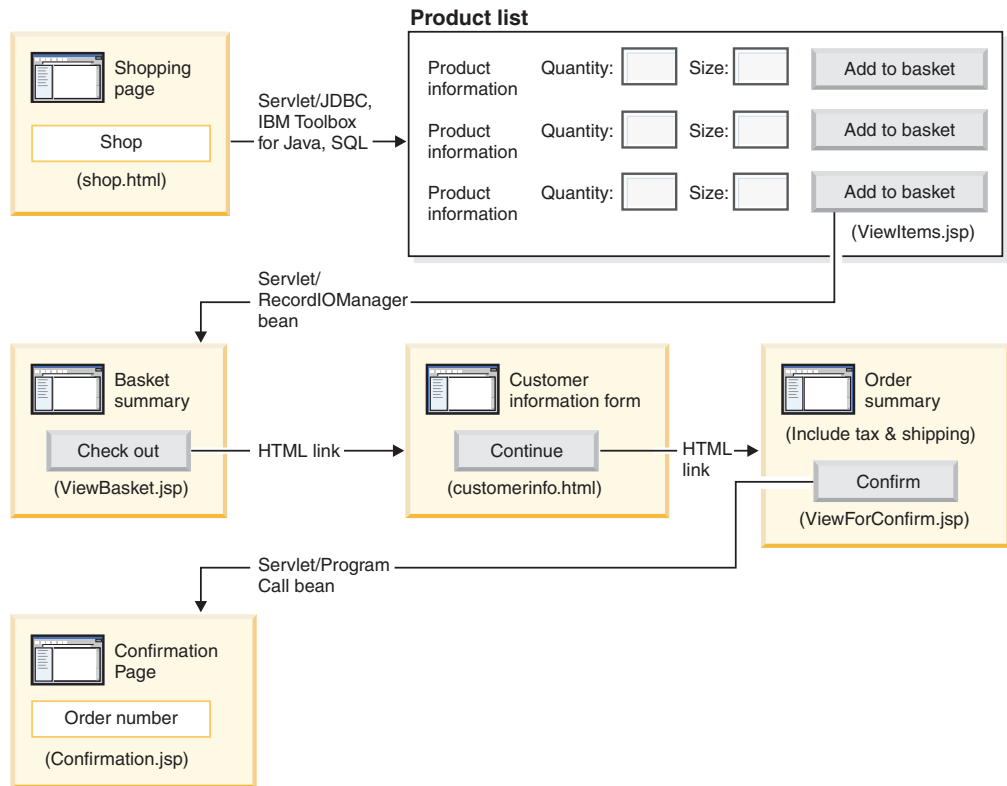 Product list
Shopping
page
Shop
(shop.html)
Servlet/JDBC,
IBM Toolbox
for Java, SQL
Product
information
Quantity:
Size:
Add to basket
Product
information
Quantity:
Size:
Add to basket
Product
information
Quantity:
Size:
Add to basket
(ViewItems.jsp)
Servlet/
RecordIOManager
bean
Basket
summary
Check out
(ViewBasket.jsp)
HTML link
Customer
information form
Continue
(customerinfo.html)
HTML
link
Order
summary
(Include tax & shipping)
Confirm
(ViewForConfirm.jsp)
Servlet/Program
Call bean
Confirmation
Page
Order number
(Confirmation.jsp)